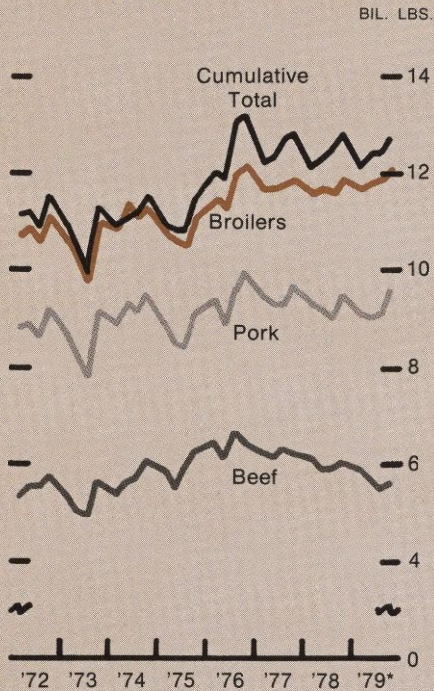 BIL. LBS.
14
Cumulative
Total
12
Broilers
10
Pork
8
6
Beef
4
0
'72 '73 '74 '75 '76 '77 '78 '79*